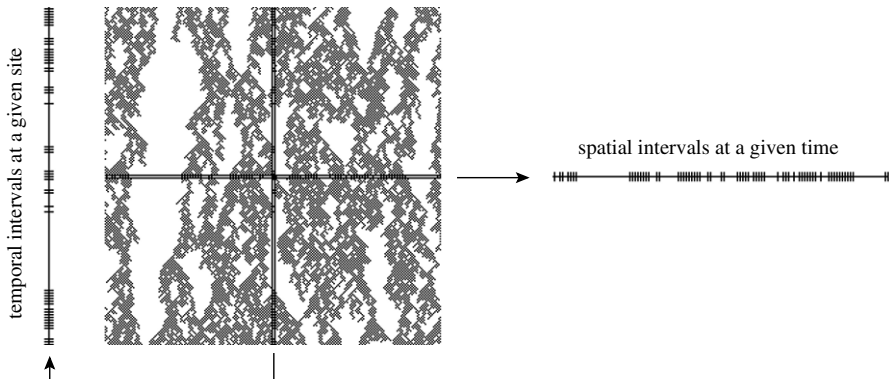 temporal intervals at a given site
spatial intervals at a given time